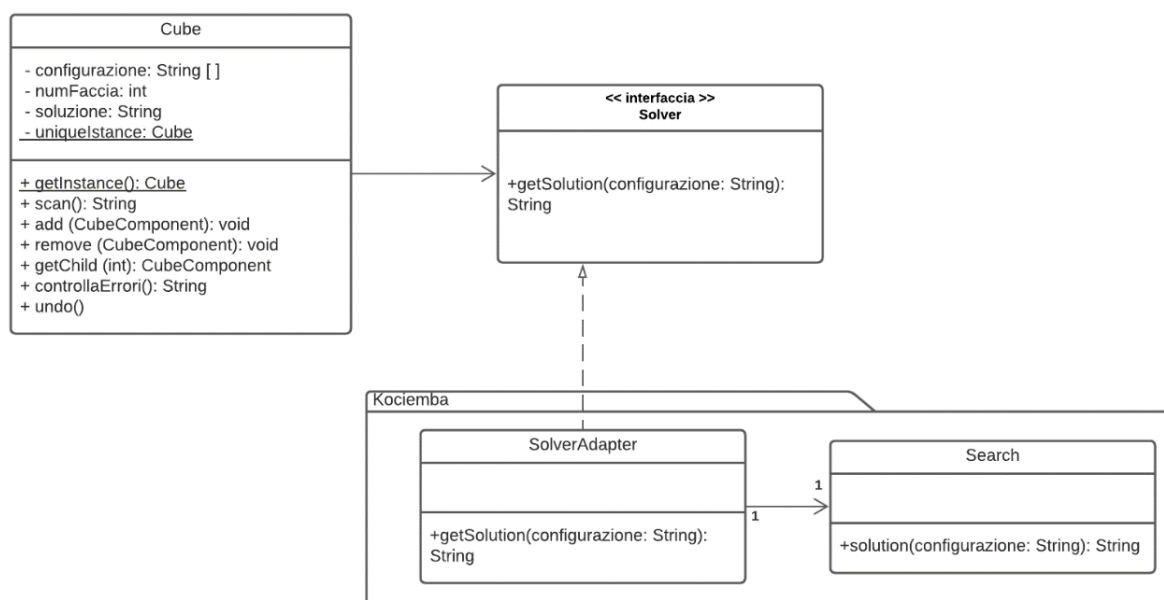 Cube
- configurazione: String [ ]
- numFaccia: int
- soluzione: String
- uniqueIstance: Cube
+ getInstance(): Cube
+ scan(): String
+ add (CubeComponent): void
+ remove (CubeComponent): void
+ getChild (int): CubeComponent
+ controllaErrori(): String
+ undo()
<< interfaccia >>
Solver
+getSolution(configurazione: String):
String
Kociemba
SolverAdapter
+getSolution(configurazione: String):
String
1
1
Search
+solution(configurazione: String): String